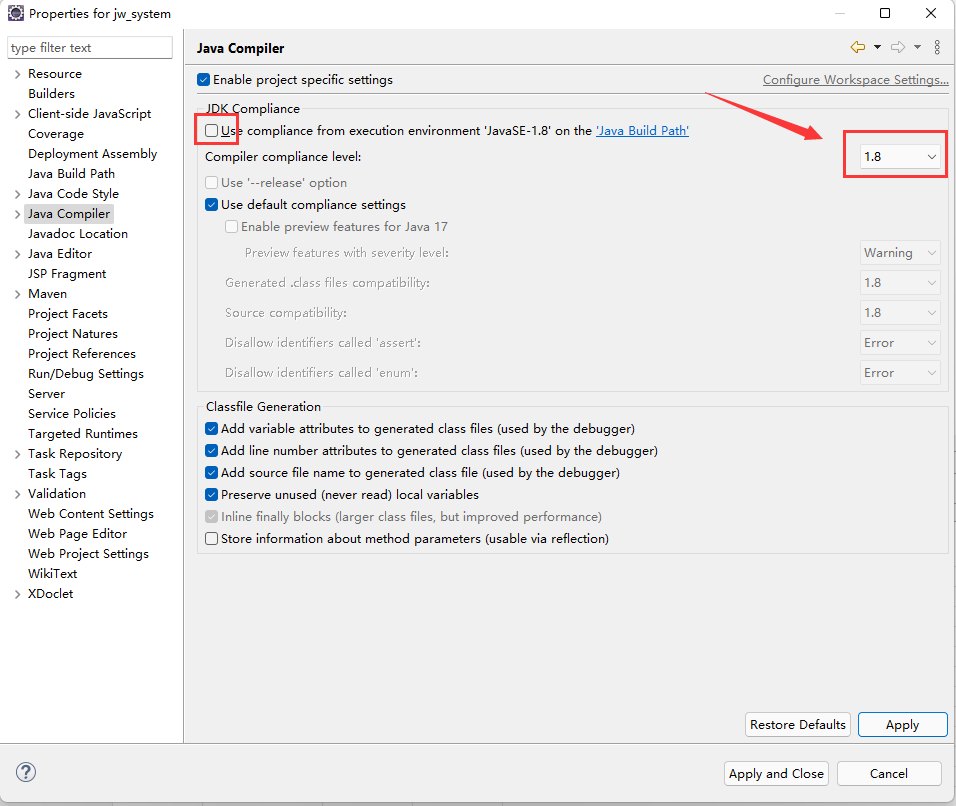 Properties for jw_system
type filter text
Resource
Builders
Client-side JavaScript
Coverage
Deployment Assembly
Java Build Path
Java Code Style
Java Compiler
Javadoc Location
Java Editor
JSP Fragment
Maven
Project Facets
Project Natures
Project References
Run/Debug Settings
Server
Service Policies
Targeted Runtimes
Task Repository
Task Tags
Validation
Web Content Settings
Web Page Editor
Web Project Settings
WikiText
XDoclet
Java Compiler
Enable project specific settings Configure Workspace Settings...
JDK Compliance
Use compliance from execution environment 'JavaSE-1.8' on the 'Java Build Path'
Compiler compliance level: 1.8
Use '--release' option
Use default compliance settings
Enable preview features for Java 17
Preview features with severity level: Warning
Generated .class files compatibility: 1.8
Source compatibility: 1.8
Disallow identifiers called 'assert': Error
Disallow identifiers called 'enum': Error
Classfile Generation
Add variable attributes to generated class files (used by the debugger)
Add line number attributes to generated class files (used by the debugger)
Add source file name to generated class file (used by the debugger)
Preserve unused (never read) local variables
Inline finally blocks (larger class files, but improved performance)
Store information about method parameters (usable via reflection)
Restore Defaults Apply
? Apply and Close Cancel